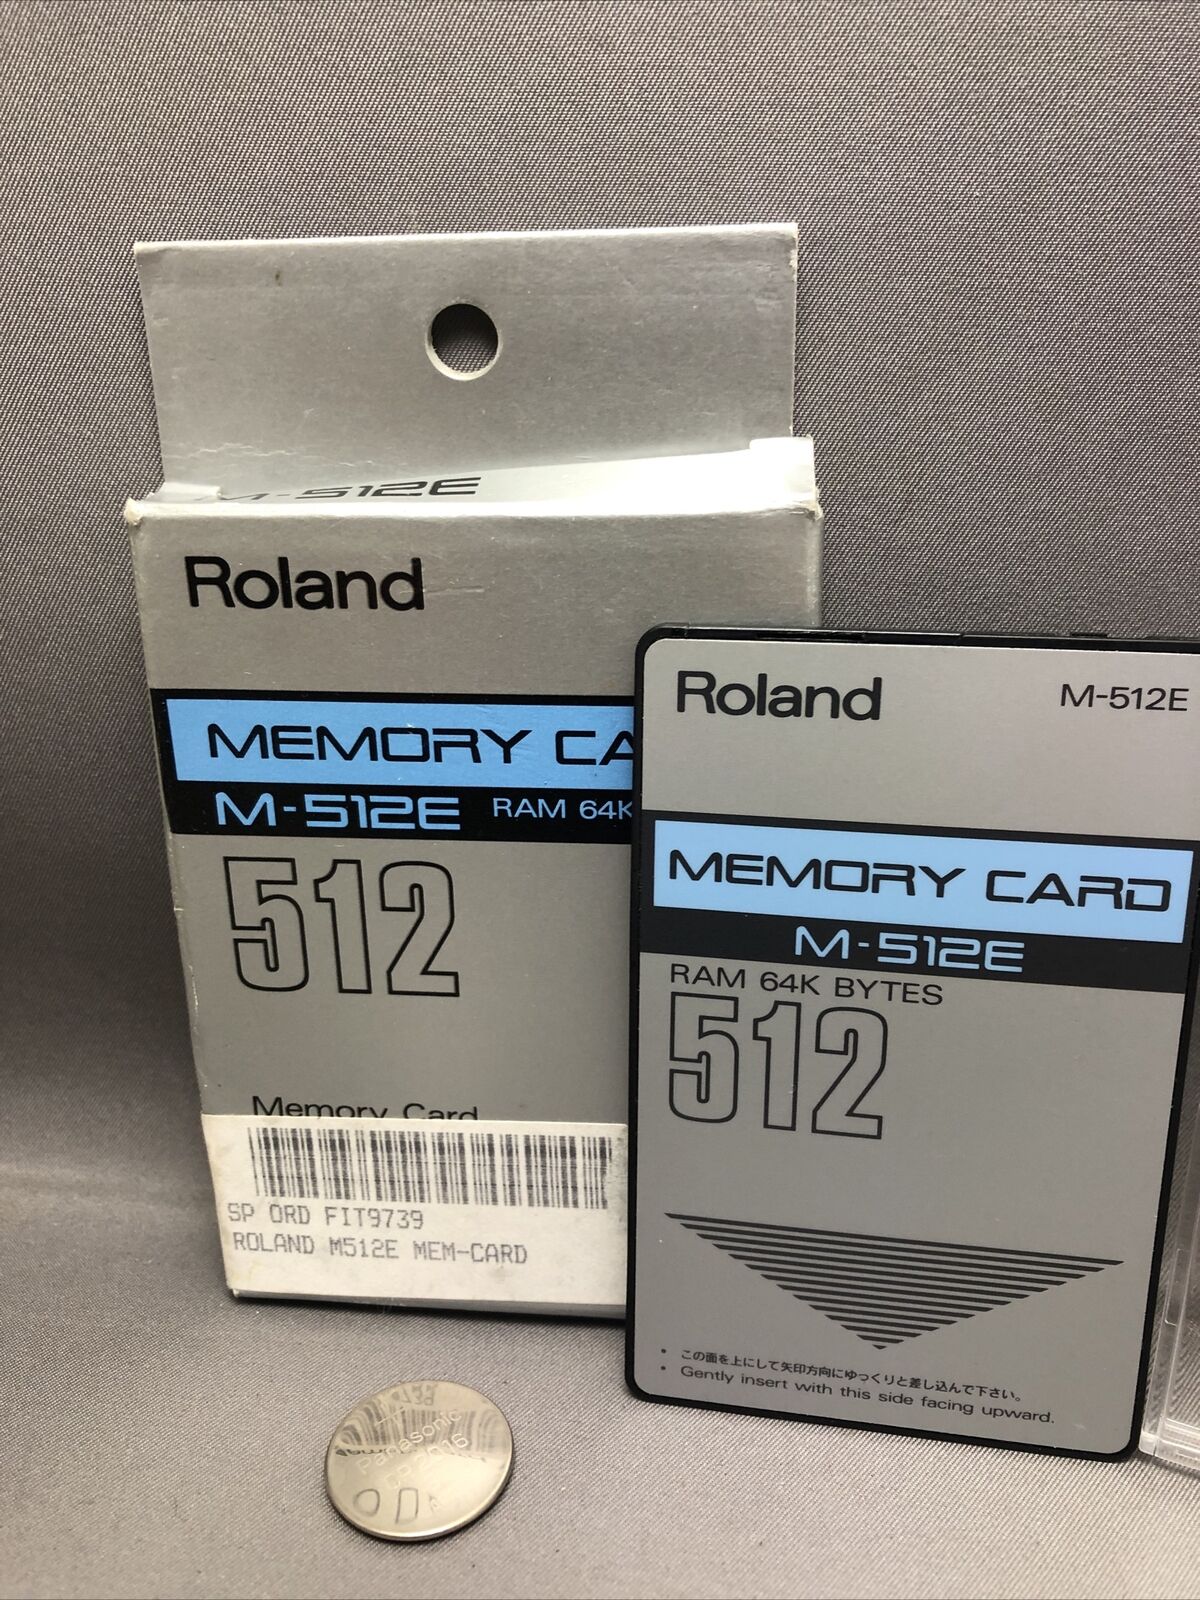 M-512E
Roland
MEMORY CA
M-512E RAM 64K
512
Memory Card
SP ORD FIT9739
ROLAND M512E MEM-CARD
Roland M-512E
MEMORY CARD
M-512E
RAM 64K BYTES
512
• この面を上にして矢印方向にゆっくりと差し込んで下さい。
• Gently insert with this side facing upward.
Panasonic